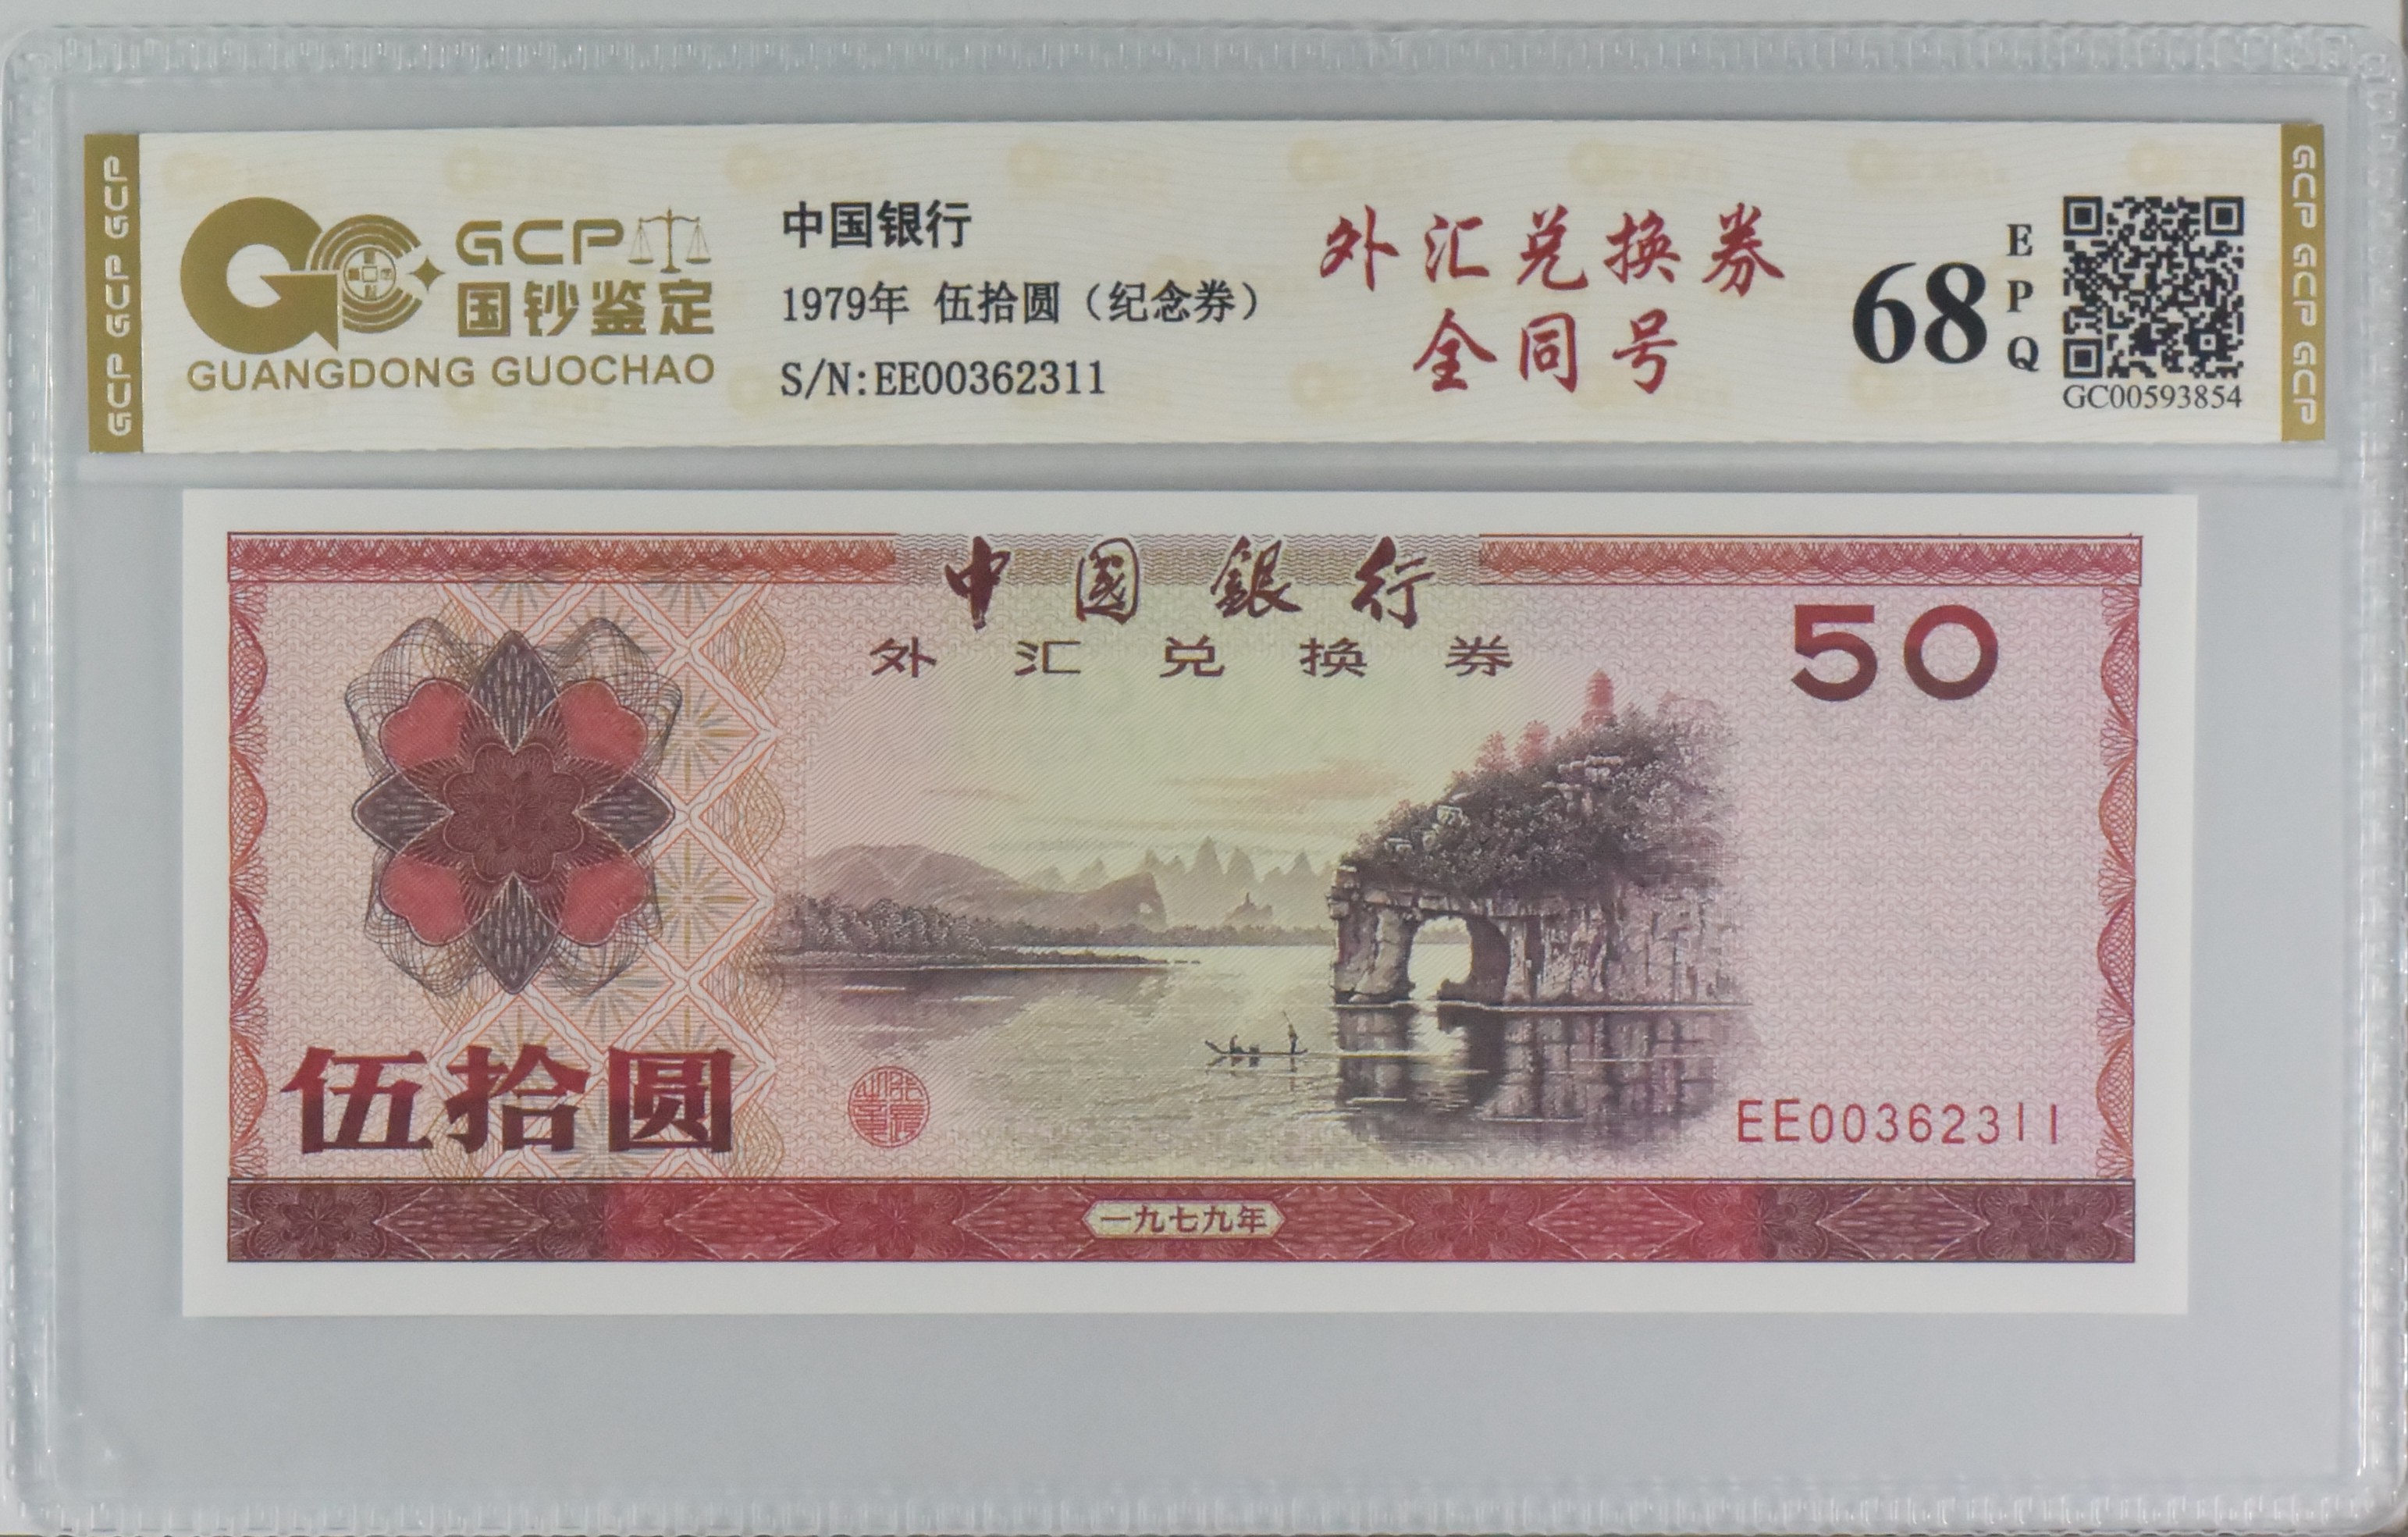 GCP GCP GCP
GCP
国钞鉴定
GUANGDONG GUOCHAO
中国银行
1979年 伍拾圆（纪念券）
S/N:EE00362311
外汇兑换券
全同号
68
EPQ
GC00593854
GCP GCP GCP
中國銀行
外汇兑换券
50
伍拾圆
EE00362311
一九七九年